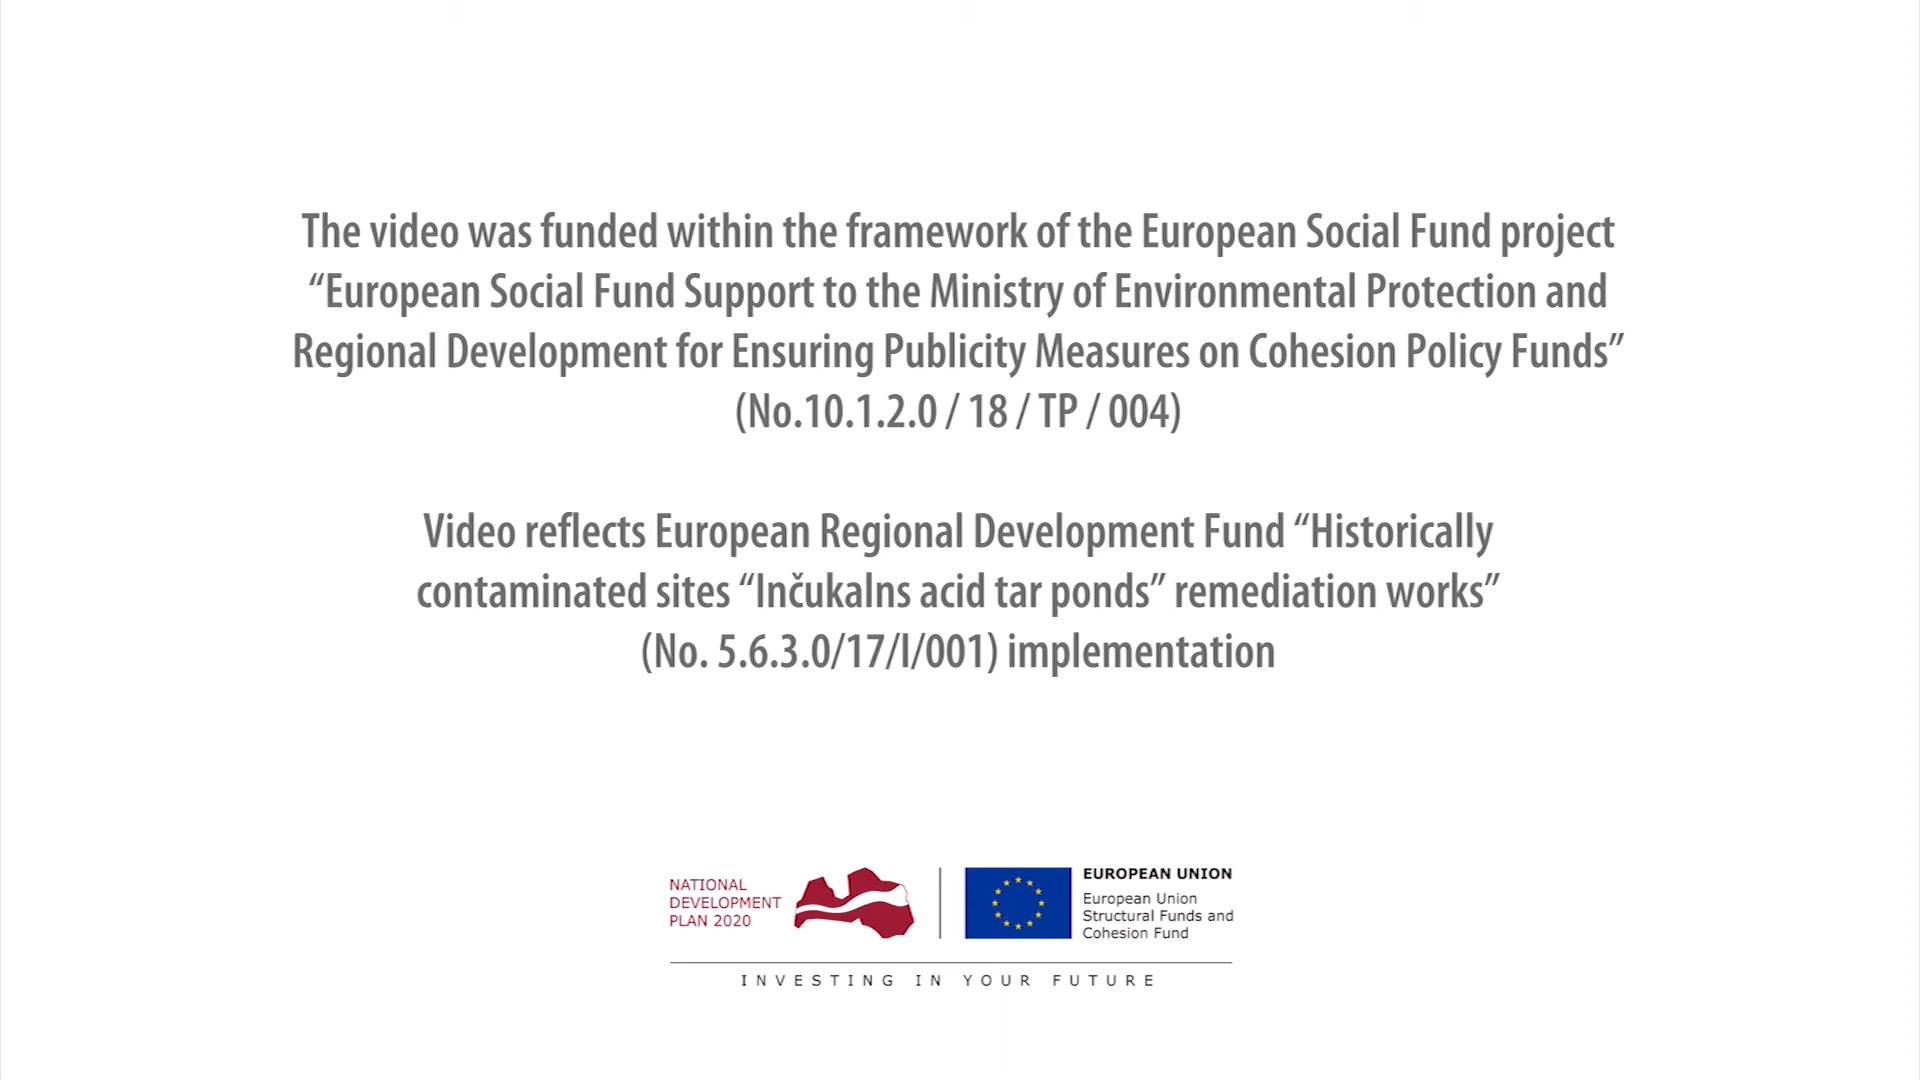 The video was funded within the framework of the European Social Fund project
“European Social Fund Support to the Ministry of Environmental Protection and
Regional Development for Ensuring Publicity Measures on Cohesion Policy Funds”
(No.10.1.2.0 / 18 / TP / 004)
Video reflects European Regional Development Fund “Historically
contaminated sites “Inčukalns acid tar ponds” remediation works”
(No. 5.6.3.0/17/I/001) implementation
NATIONAL
DEVELOPMENT
PLAN 2020
EUROPEAN UNION
European Union
Structural Funds and
Cohesion Fund
INVESTING IN YOUR FUTURE